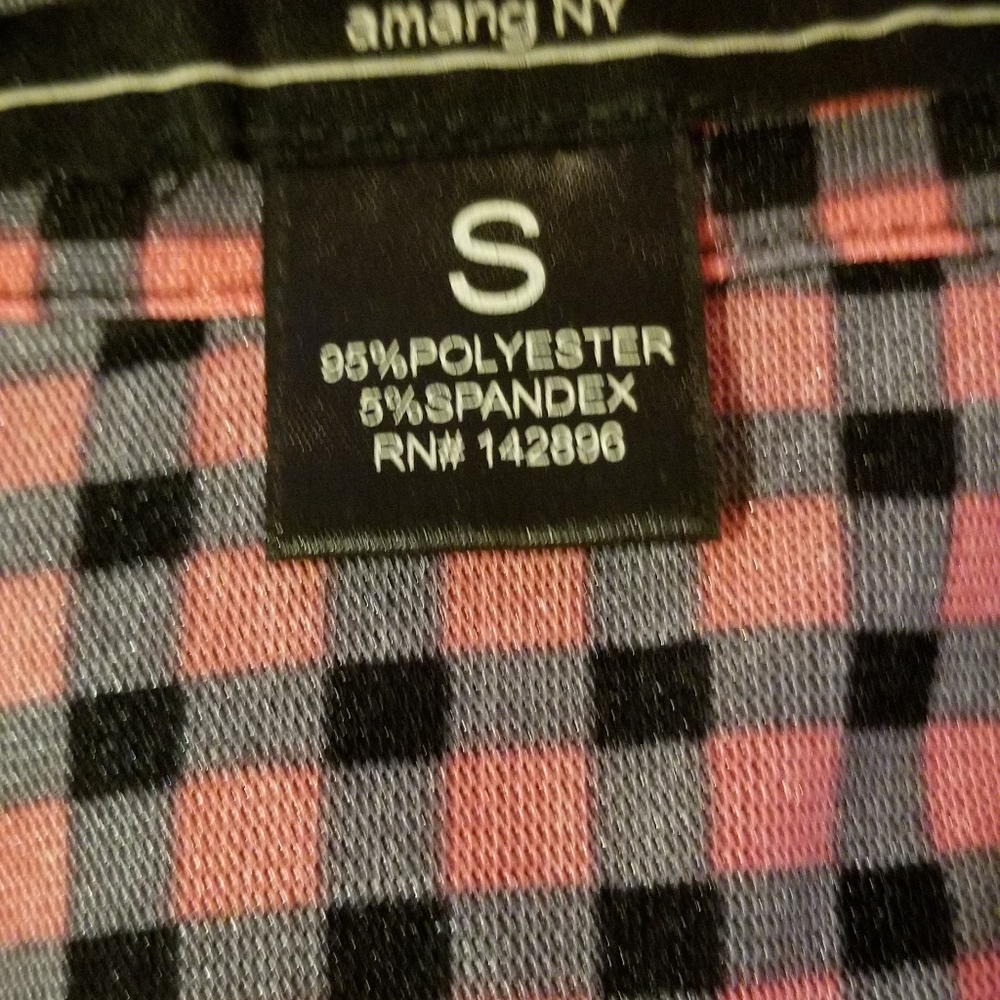 amang NY
S
95%POLYESTER
5%SPANDEX
RN# 142896